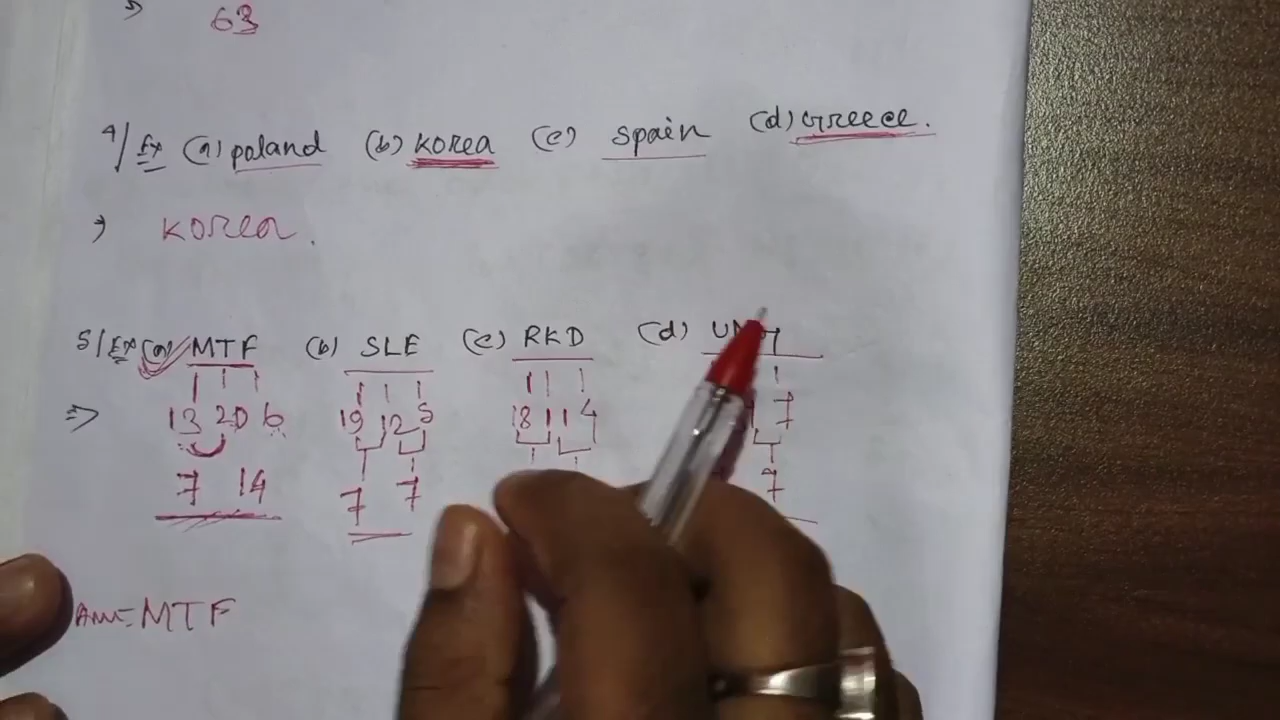 63
4/Ex (a) poland (b) Korea (c) spain (d) Greece.
Korea.
5/Ex (a) MTF (b) SLE (c) RKD (d)
⇒ 13 20 6 19 12 5 18 11 4 7
7 14 7 7 7
Ans= MTF